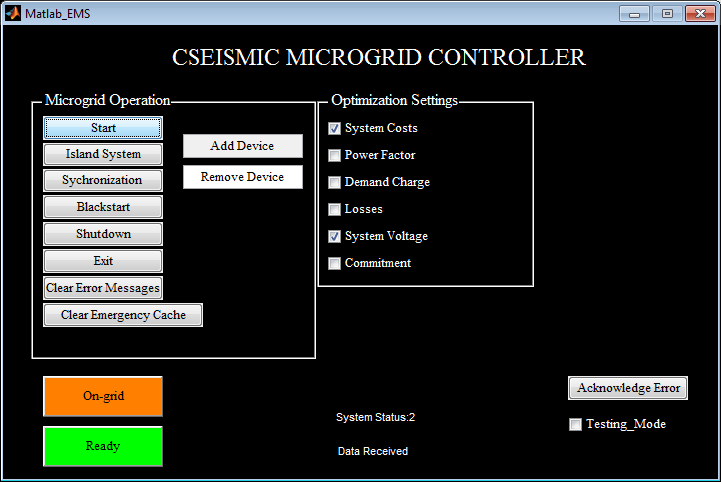 Matlab_EMS
CSEISMIC MICROGRID CONTROLLER
Microgrid Operation
Start
Island System
Sychronization
Blackstart
Shutdown
Exit
Clear Error Messages
Clear Emergency Cache
Add Device
Remove Device
Optimization Settings
System Costs
Power Factor
Demand Charge
Losses
System Voltage
Commitment
On-grid
Ready
System Status:2
Data Received
Acknowledge Error
Testing_Mode